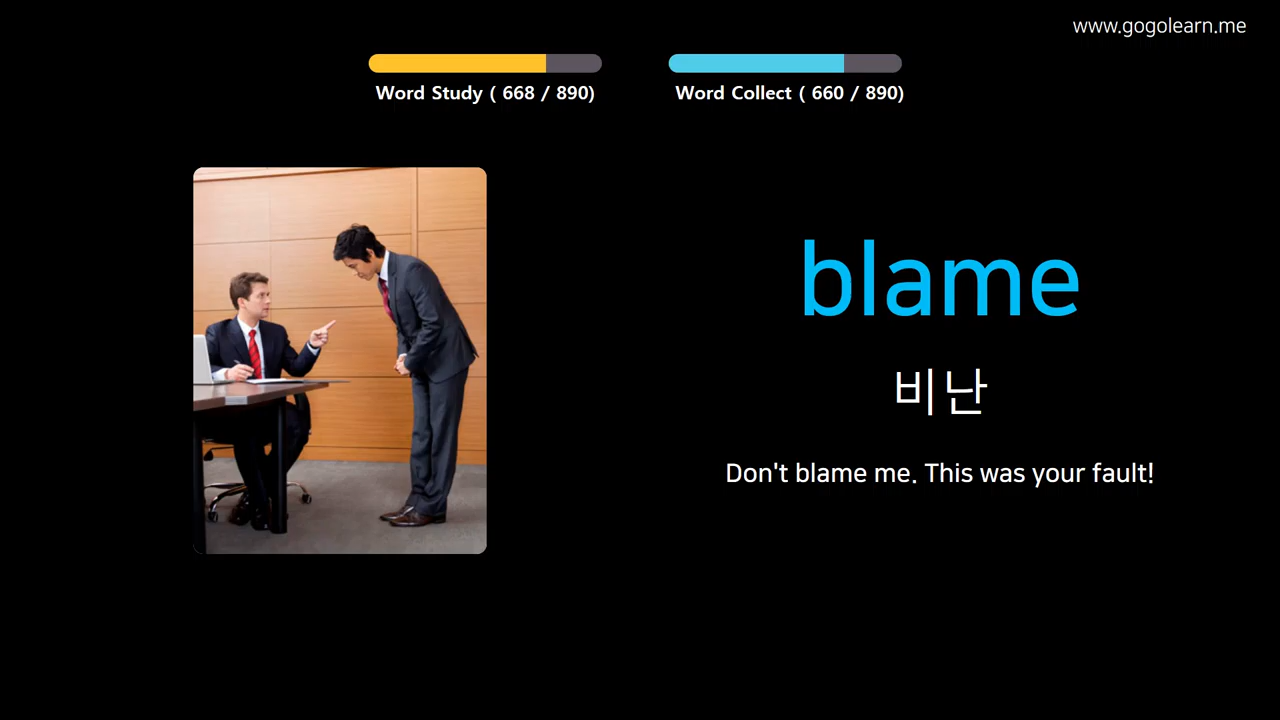 www.gogolearn.me
Word Study ( 668 / 890)
Word Collect ( 660 / 890)
blame
비난
Don't blame me. This was your fault!